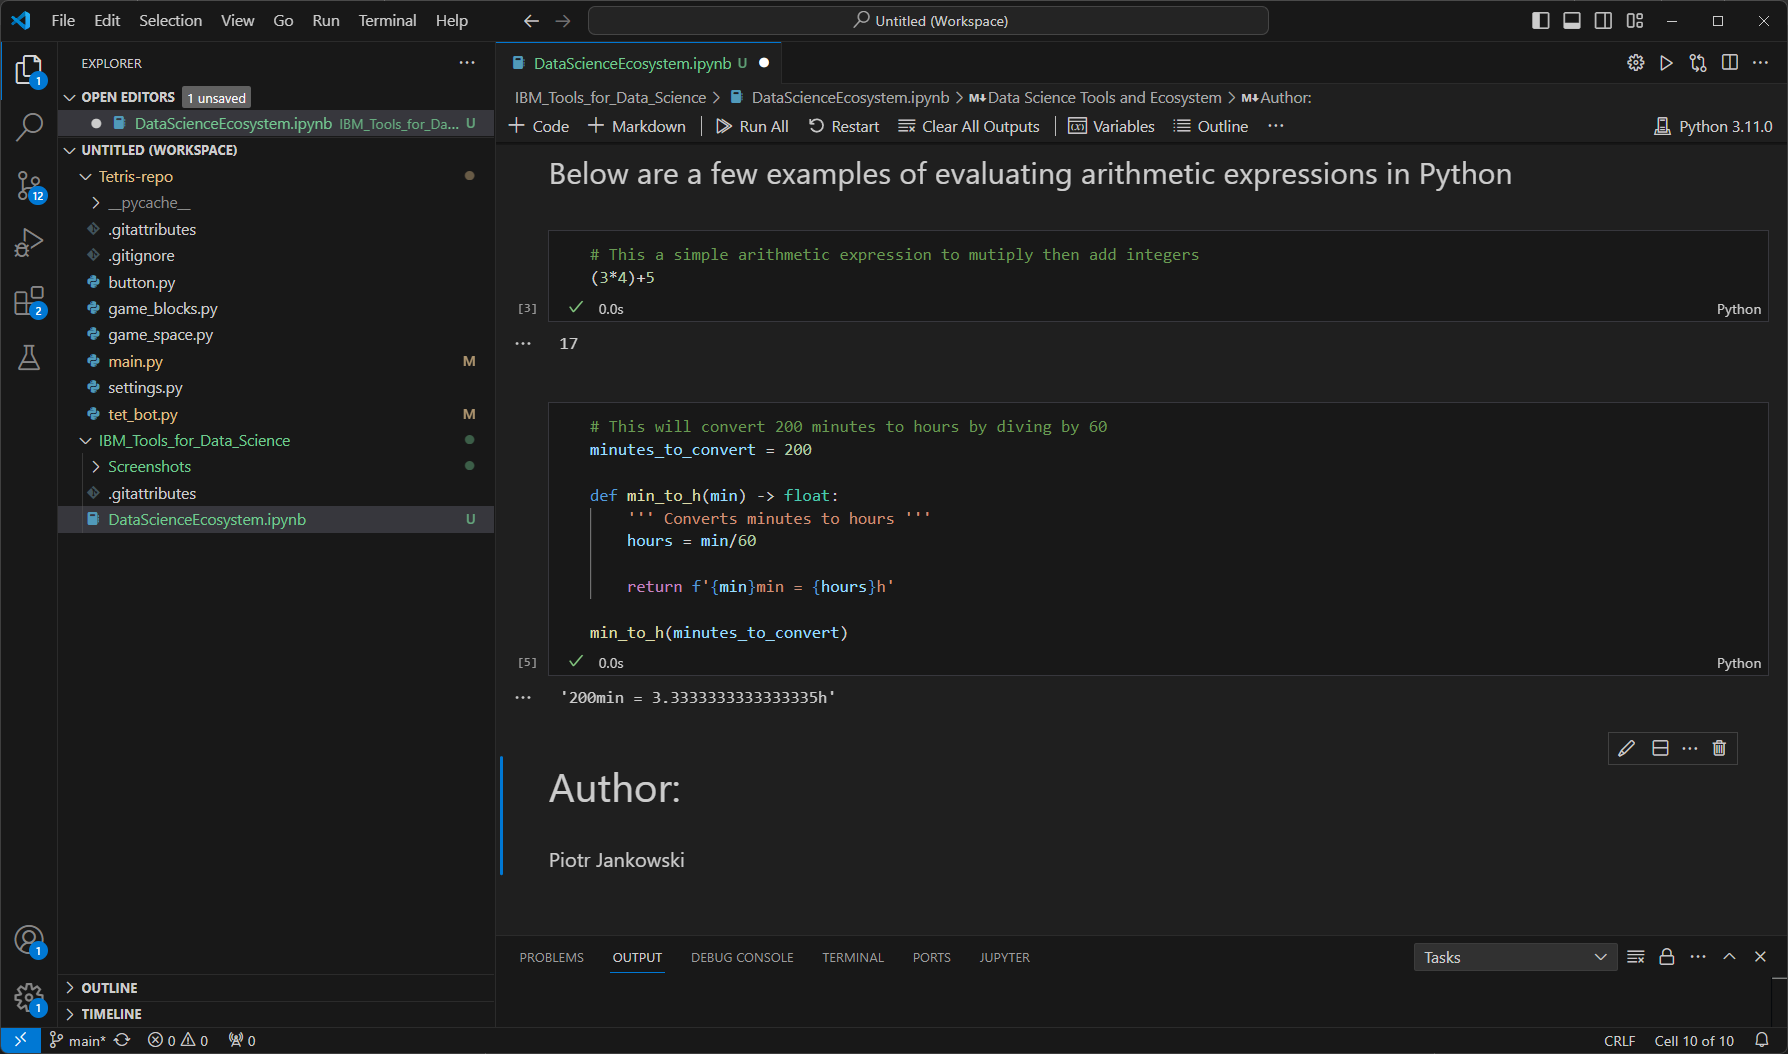 File Edit Selection View Go Run Terminal Help
Untitled (Workspace)
EXPLORER
OPEN EDITORS 1 unsaved
DataScienceEcosystem.ipynb IBM_Tools_for_Da... U
UNTITLED (WORKSPACE)
Tetris-repo
__pycache__
.gitattributes
.gitignore
button.py
game_blocks.py
game_space.py
main.py M
settings.py
tet_bot.py M
IBM_Tools_for_Data_Science
Screenshots
.gitattributes
DataScienceEcosystem.ipynb U
OUTLINE
TIMELINE
1
12
2
1
1
DataScienceEcosystem.ipynb U
IBM_Tools_for_Data_Science > DataScienceEcosystem.ipynb > M↓Data Science Tools and Ecosystem > M↓Author:
+ Code + Markdown Run All Restart Clear All Outputs Variables Outline ... Python 3.11.0
Below are a few examples of evaluating arithmetic expressions in Python
# This a simple arithmetic expression to mutiply then add integers
(3*4)+5
[3] 0.0s Python
... 17
# This will convert 200 minutes to hours by diving by 60
minutes_to_convert = 200
def min_to_h(min) -> float:
''' Converts minutes to hours '''
hours = min/60
return f'{min}min = {hours}h'
min_to_h(minutes_to_convert)
[5] 0.0s Python
... '200min = 3.3333333333333335h'
Author:
Piotr Jankowski
PROBLEMS OUTPUT DEBUG CONSOLE TERMINAL PORTS JUPYTER Tasks
main* 0 0 0 CRLF Cell 10 of 10